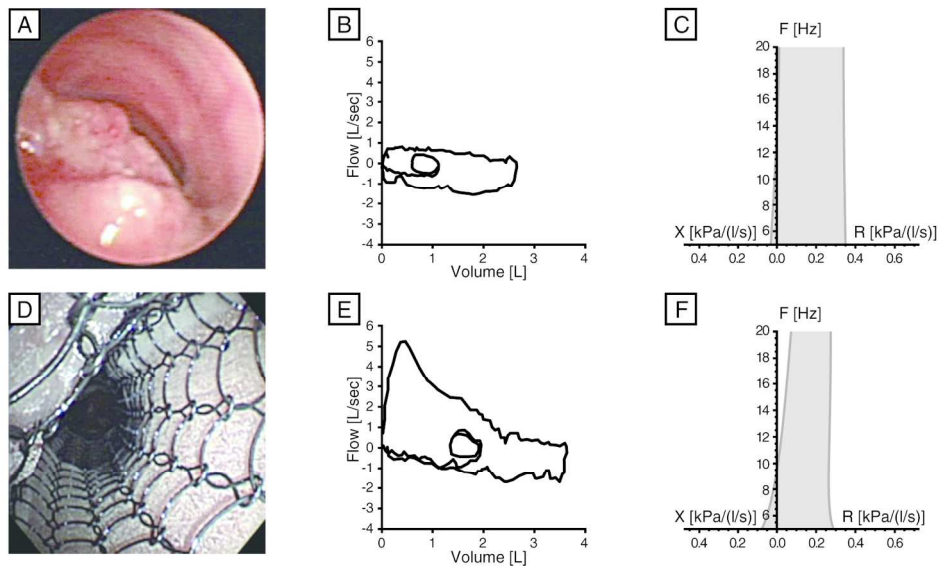 A
B
6
5
4
3
2
1
0
-1
-2
-3
-4
Flow [L/sec]
0 1 2 3 4
Volume [L]
C
F [Hz]
20
18
16
14
12
10
8
6
X [kPa/(l/s)] R [kPa/(l/s)]
0.4 0.2 0.0 0.2 0.4 0.6
D
E
6
5
4
3
2
1
0
-1
-2
-3
-4
Flow [L/sec]
0 1 2 3 4
Volume [L]
F
F [Hz]
20
18
16
14
12
10
8
6
X [kPa/(l/s)] R [kPa/(l/s)]
0.4 0.2 0.0 0.2 0.4 0.6